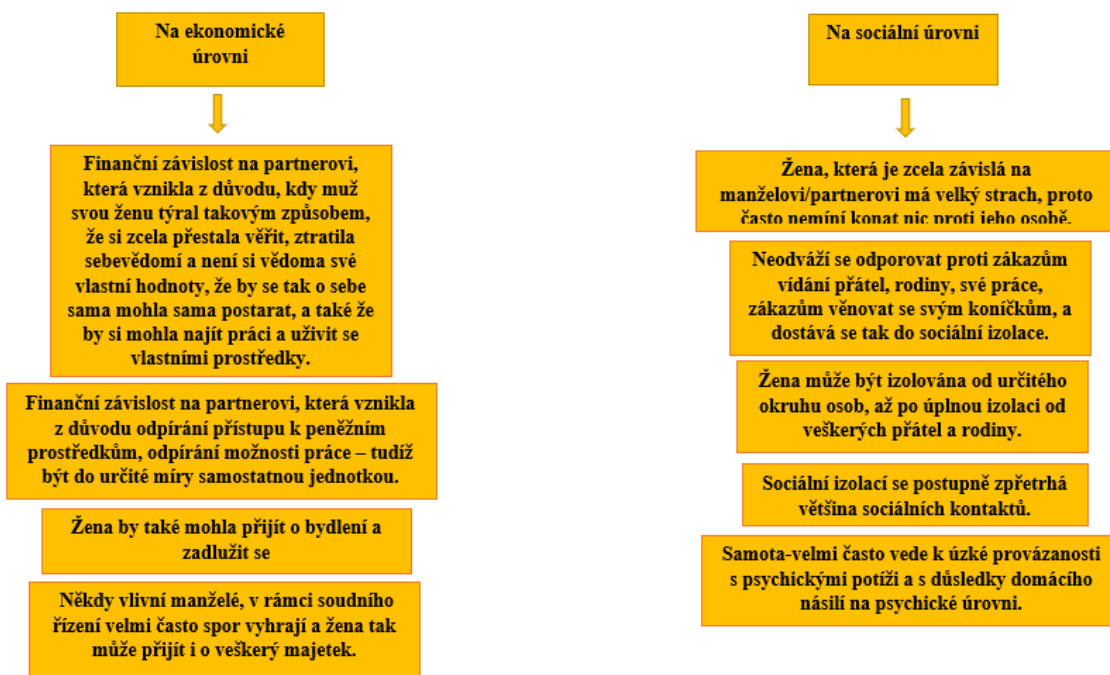 Na ekonomické
úrovni
Finanční závislost na partnerovi,
která vznikla z důvodu, kdy muž
svou ženu týral takovým způsobem,
že si zcela přestala věřit, ztratila
sebevědomí a není si vědoma své
vlastní hodnoty, že by se tak o sebe
sama mohla sama postarat, a také že
by si mohla najít práci a uživit se
vlastními prostředky.
Finanční závislost na partnerovi, která vznikla
z důvodu odpírání přístupu k peněžním
prostředkům, odpírání možnosti práce – tudíž
být do určité míry samostatnou jednotkou.
Žena by také mohla přijít o bydlení a
zadlužit se
Někdy vlivní manželé, v rámci soudního
řízení velmi často spor vyhrají a žena tak
může přijít i o veškerý majetek.
Na sociální úrovni
Žena, která je zcela závislá na
manželovi/partnerovi má velký strach, proto
často nemíní konat nic proti jeho osobě.
Neodváží se odporovat proti zákazům
vídání přátel, rodiny, své práce,
zákazům věnovat se svým koníčkům, a
dostává se tak do sociální izolace.
Žena může být izolována od určitého
okruhu osob, až po úplnou izolaci od
veškerých přátel a rodiny.
Sociální izolací se postupně zpřetrhá
většina sociálních kontaktů.
Samota-velmi často vede k úzké provázanosti
s psychickými potíži a s důsledky domácího
násilí na psychické úrovni.